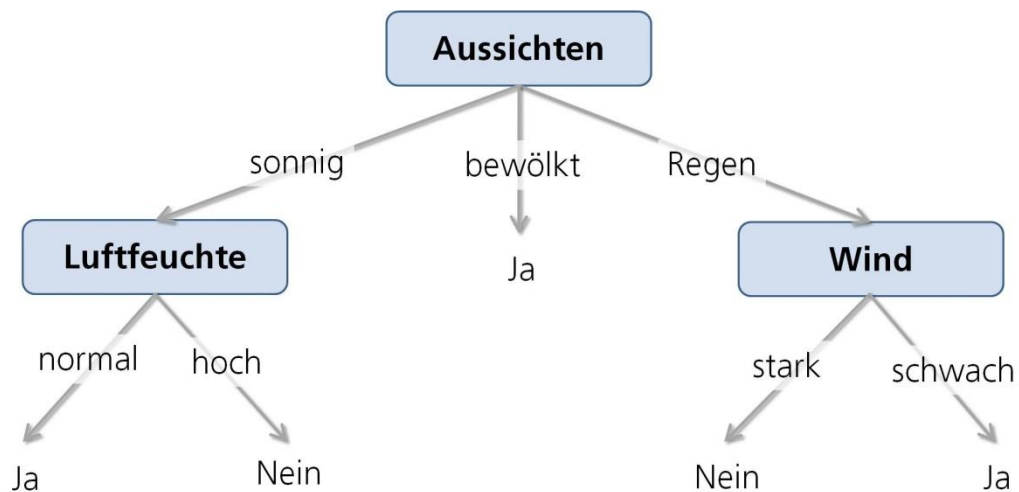 Aussichten
sonnig bewölkt Regen
Luftfeuchte Ja Wind
normal hoch stark schwach
Ja Nein Nein Ja